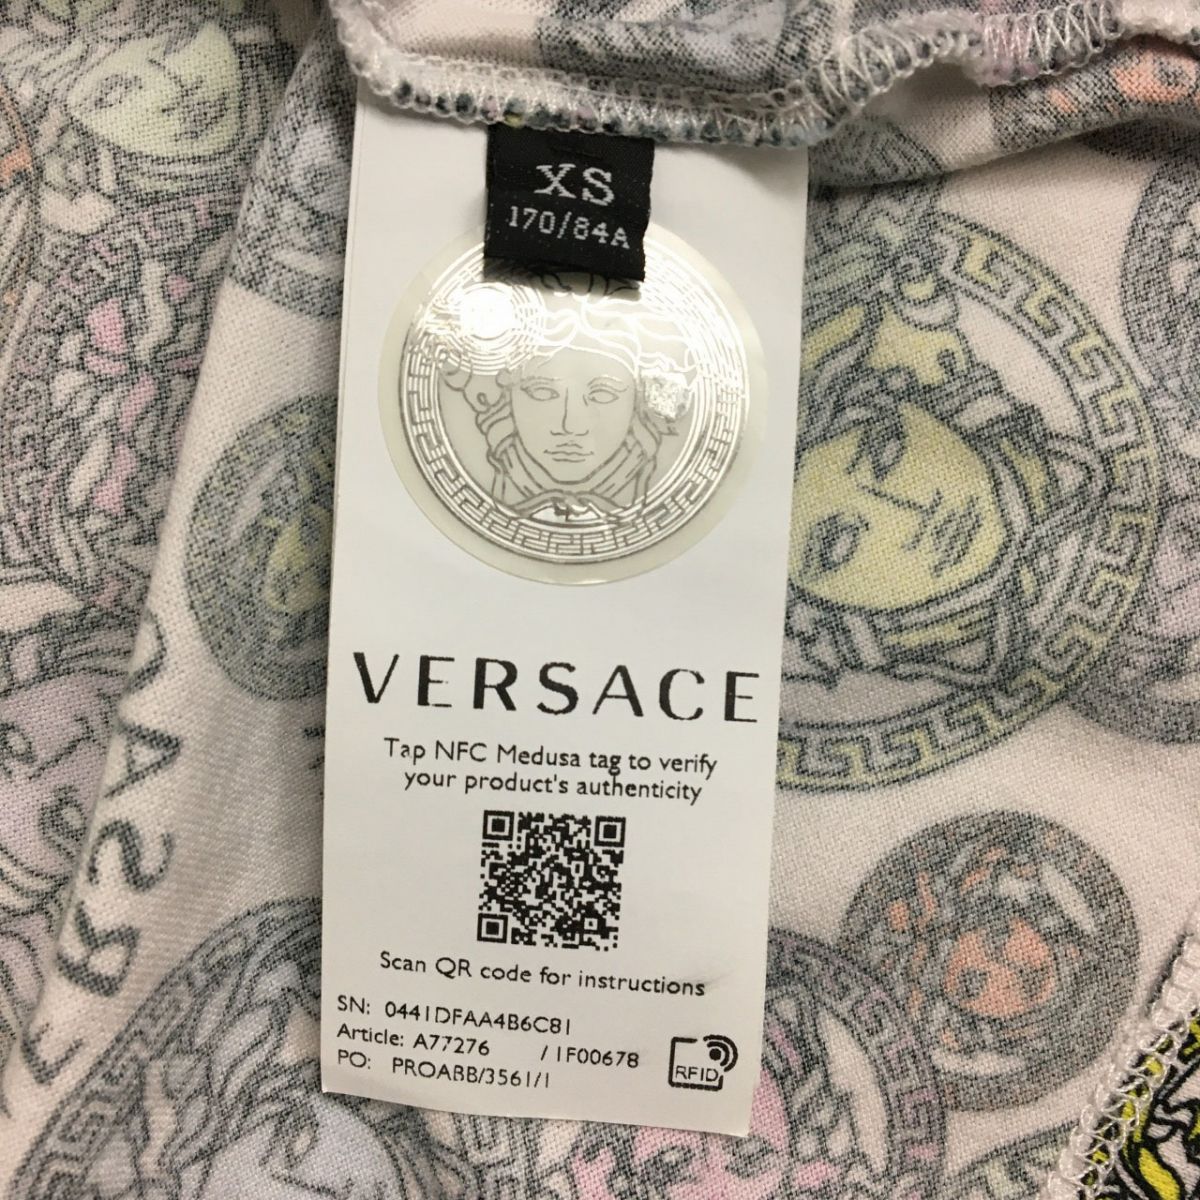 XS
170/84A
VERSACE
Tap NFC Medusa tag to verify
your product's authenticity
Scan QR code for instructions
SN: 0441DFAA4B6C81
Article: A77276 / 1F00678
PO: PROABB/3561/1
RFID